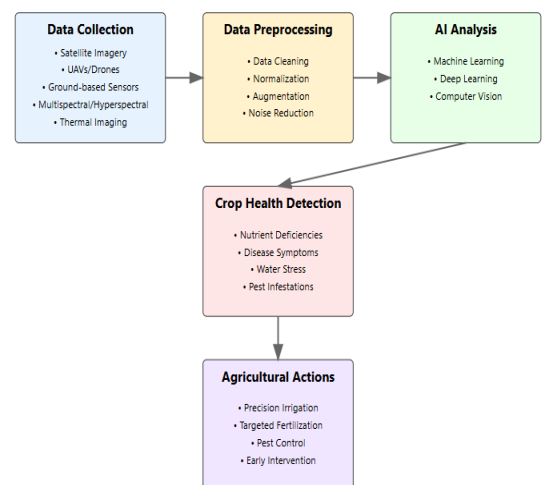 Data Collection
• Satellite Imagery
• UAVs/Drones
• Ground-based Sensors
• Multispectral/Hyperspectral
• Thermal Imaging
Data Preprocessing
• Data Cleaning
• Normalization
• Augmentation
• Noise Reduction
AI Analysis
• Machine Learning
• Deep Learning
• Computer Vision
Crop Health Detection
• Nutrient Deficiencies
• Disease Symptoms
• Water Stress
• Pest Infestations
Agricultural Actions
• Precision Irrigation
• Targeted Fertilization
• Pest Control
• Early Intervention